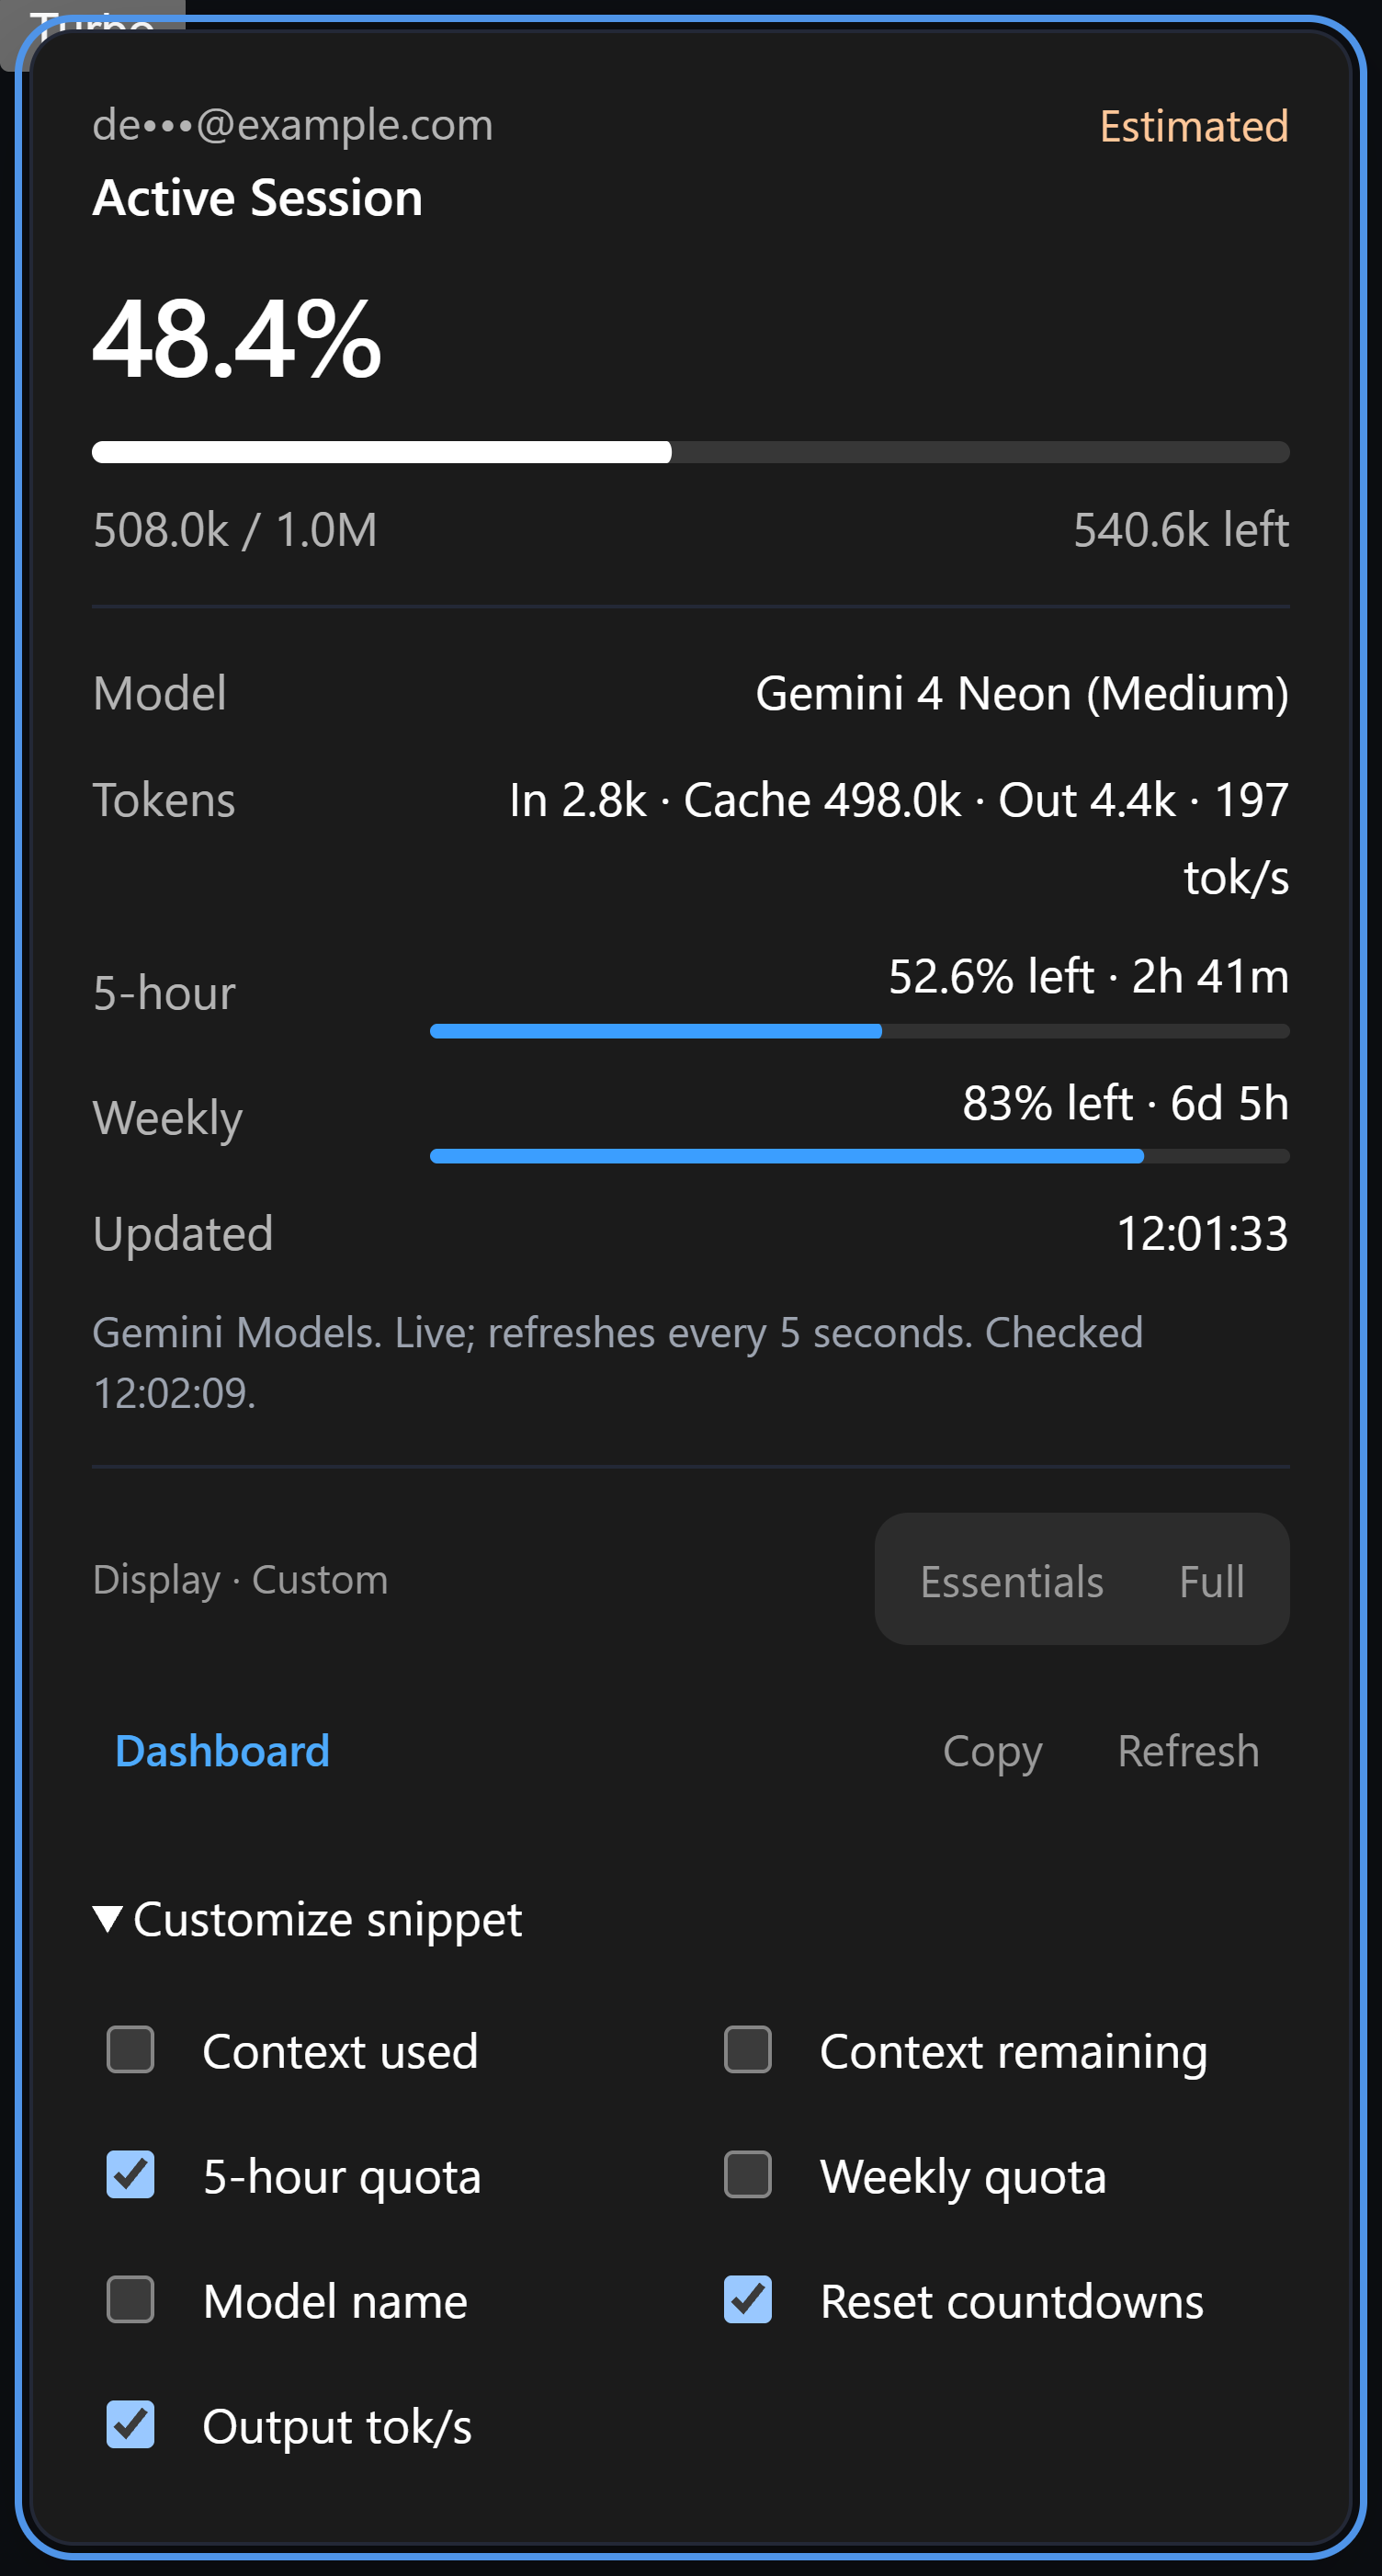 Turbo
de•••@example.com
Estimated
Active Session
48.4%
508.0k / 1.0M
540.6k left
Model
Gemini 4 Neon (Medium)
Tokens
In 2.8k · Cache 498.0k · Out 4.4k · 197
tok/s
5-hour
52.6% left · 2h 41m
Weekly
83% left · 6d 5h
Updated
12:01:33
Gemini Models. Live; refreshes every 5 seconds. Checked
12:02:09.
Display · Custom
Essentials
Full
Dashboard
Copy
Refresh
Customize snippet
Context used
Context remaining
5-hour quota
Weekly quota
Model name
Reset countdowns
Output tok/s